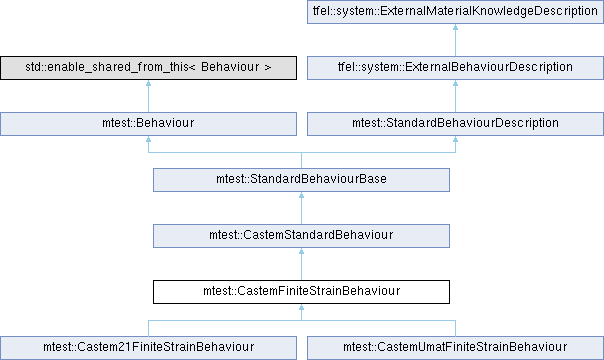 tfel::system::ExternalMaterialKnowledgeDescription
std::enable_shared_from_this< Behaviour >
tfel::system::ExternalBehaviourDescription
mtest::Behaviour
mtest::StandardBehaviourDescription
mtest::StandardBehaviourBase
mtest::CastemStandardBehaviour
mtest::CastemFiniteStrainBehaviour
mtest::Castem21FiniteStrainBehaviour
mtest::CastemUmatFiniteStrainBehaviour